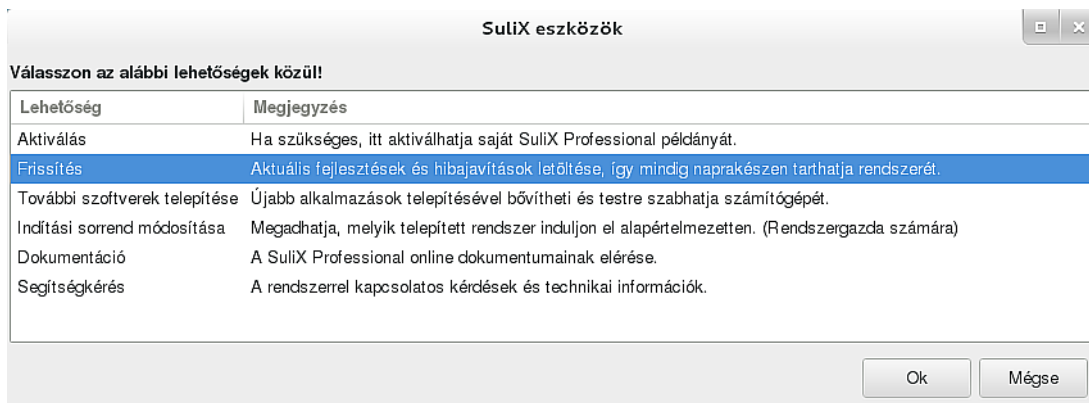 SuliX eszközök
Válasszon az alábbi lehetőségek közül!
Lehetőség Megjegyzés
Aktiválás Ha szükséges, itt aktiválhatja saját SuliX Professional példányát.
Frissítés Aktuális fejlesztések és hibajavítások letöltése, így mindig naprakészen tarthatja rendszerét.
További szoftverek telepítése Újabb alkalmazások telepítésével bővítheti és testre szabhatja számítógépét.
Indítási sorrend módosítása Megadhatja, melyik telepített rendszer induljon el alapértelmezetten. (Rendszergazda számára)
Dokumentáció A SuliX Professional online dokumentumainak elérése.
Segítségkérés A rendszerrel kapcsolatos kérdések és technikai információk.
Ok Mégse